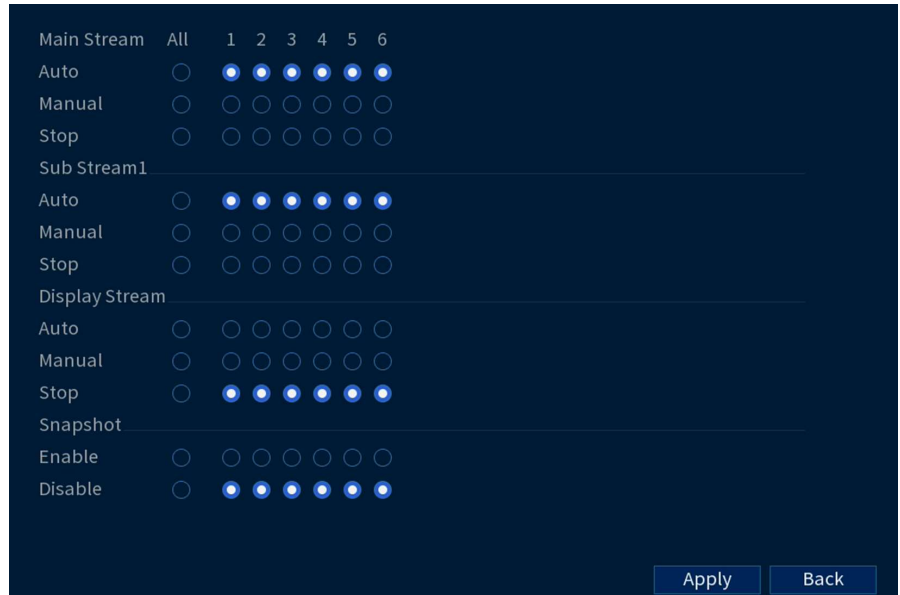 Main Stream All 1 2 3 4 5 6
Auto
Manual
Stop
Sub Stream1
Auto
Manual
Stop
Display Stream
Auto
Manual
Stop
Snapshot
Enable
Disable
Apply Back